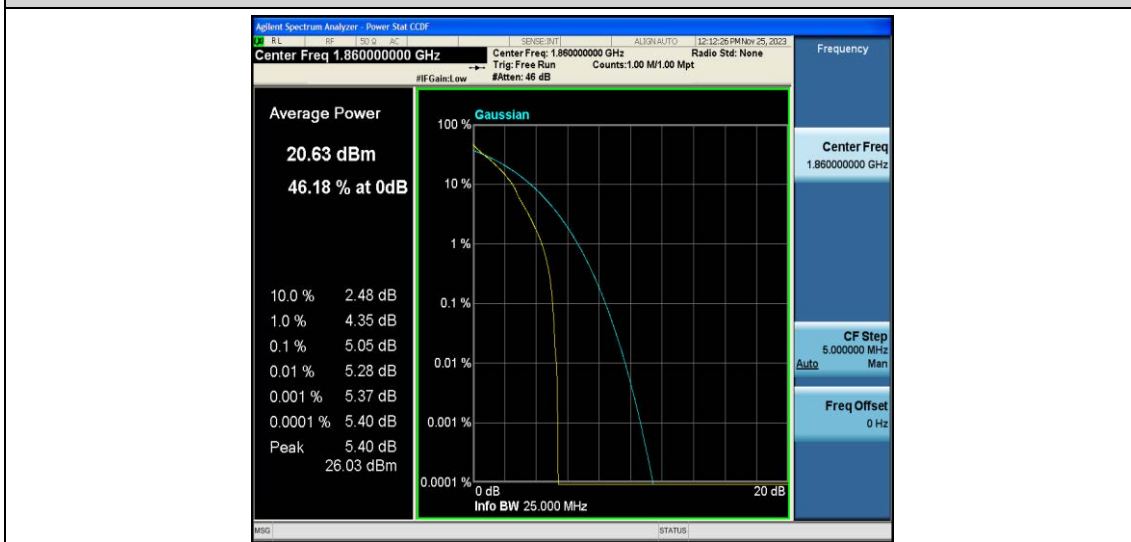 Agilent Spectrum Analyzer - Power Stat CCDF
RL RF 50 Ω AC SENSE:INT ALIGNAUTO 12:12:26 PM Nov 25, 2023
Center Freq 1.860000000 GHz
Center Freq: 1.860000000 GHz Radio Std: None
Trig: Free Run Counts:1.00 M/1.00 Mpt
#IFGain:Low #Atten: 46 dB
Frequency
Average Power
20.63 dBm
46.18 % at 0dB
10.0 % 2.48 dB
1.0 % 4.35 dB
0.1 % 5.05 dB
0.01 % 5.28 dB
0.001 % 5.37 dB
0.0001 % 5.40 dB
Peak 5.40 dB
26.03 dBm
Gaussian
100 %
10 %
1 %
0.1 %
0.01 %
0.001 %
0.0001 %
0 dB 20 dB
Info BW 25.000 MHz
Center Freq
1.860000000 GHz
CF Step
5.000000 MHz
Auto Man
Freq Offset
0 Hz
MSG STATUS